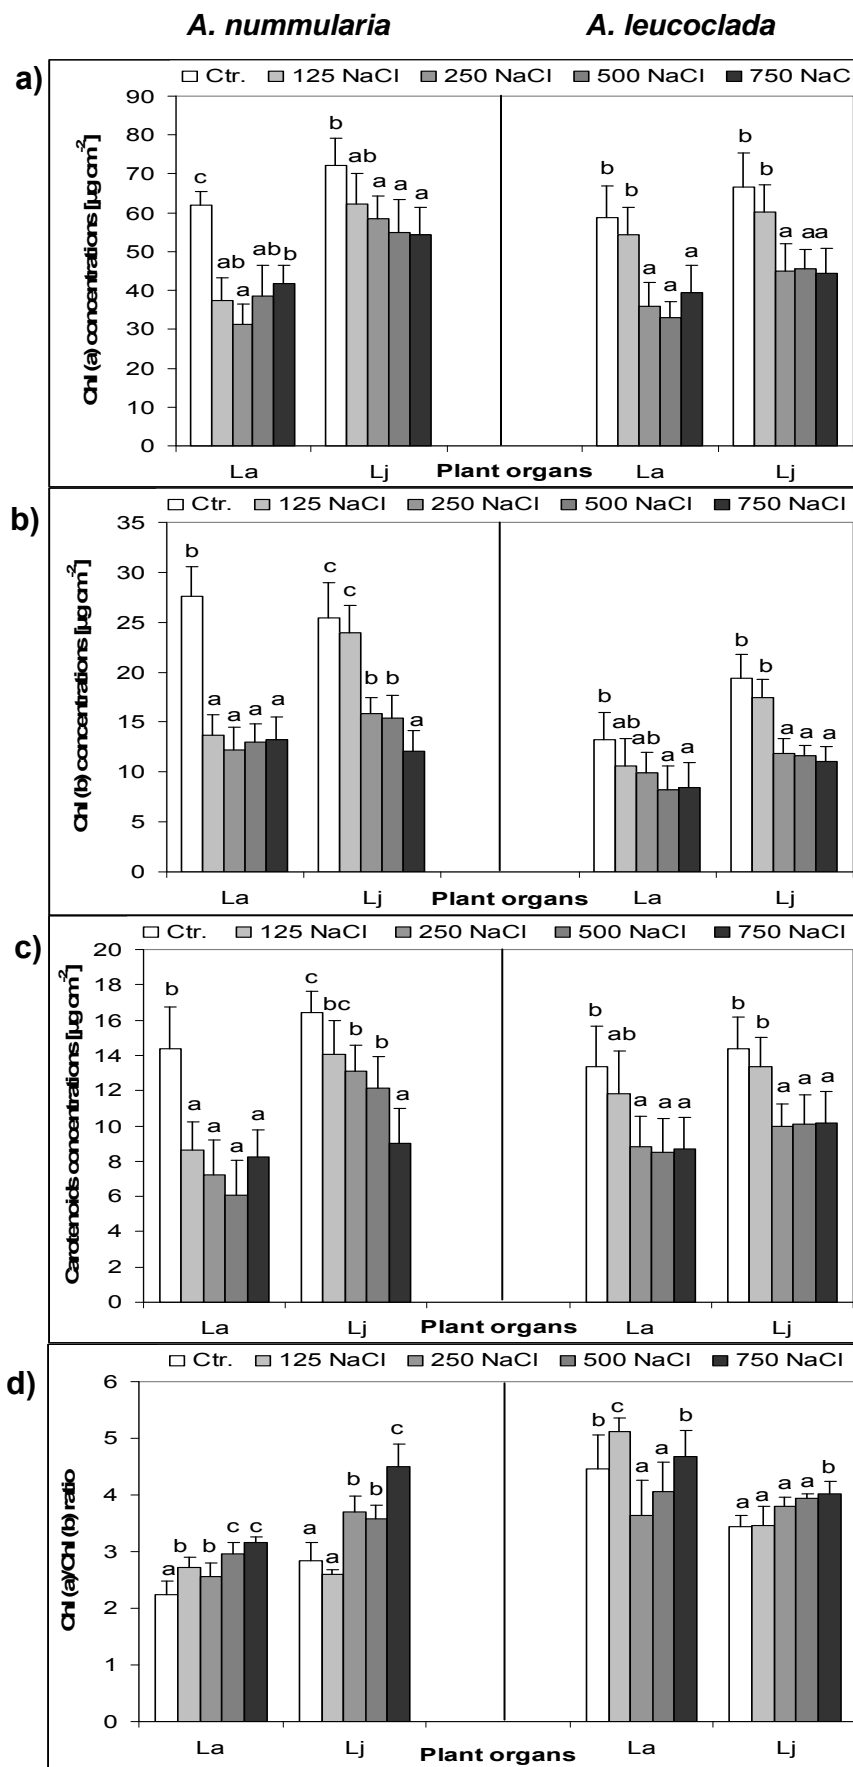 A. nummularia A. leucoclada
a)
Ctr. 125 NaCl 250 NaCl 500 NaCl 750 NaC
Chl (a) concentrations [µg cm-2]
90
80
70
60
50
40
30
20
10
0
c ab a ab b
b ab a a a
b b a a a
b b a aa
La Lj Plant organs La Lj
b)
Ctr. 125 NaCl 250 NaCl 500 NaCl 750 NaCl
Chl (b) concentrations [µg cm-2]
35
30
25
20
15
10
5
0
b a a a a
c c b b a
b ab ab a a
b b a a a
La Lj Plant organs La Lj
c)
Ctr. 125 NaCl 250 NaCl 500 NaCl 750 NaCl
Carotenoids concentrations [µg cm-2]
20
18
16
14
12
10
8
6
4
2
0
b a a a a
c bc b b a
b ab a a a
b b a a a
La Lj Plant organs La Lj
d)
Ctr. 125 NaCl 250 NaCl 500 NaCl 750 NaCl
Chl (a)/Chl (b) ratio
6
5
4
3
2
1
0
a b b c c
a a b b c
b c a a b
a a a a b
La Lj Plant organs La Lj